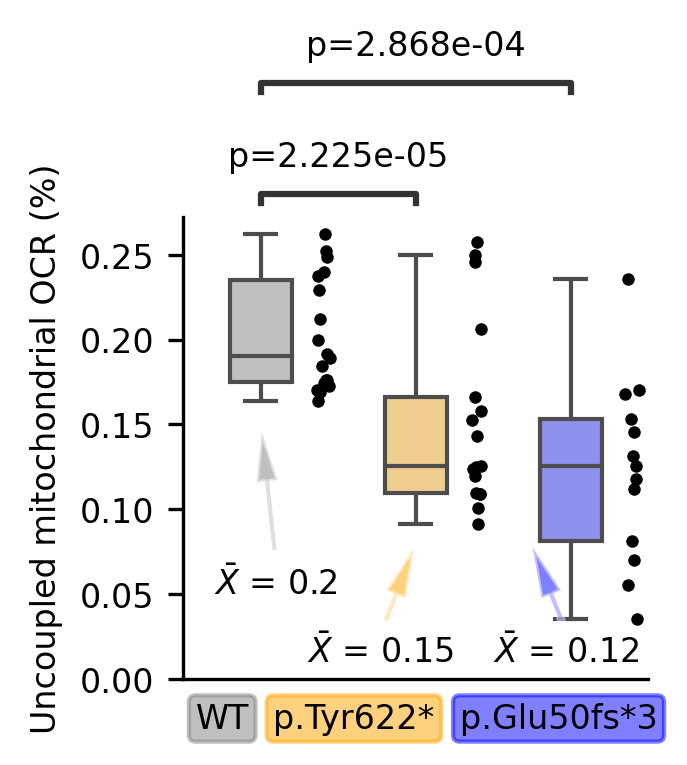 p=2.868e-04
p=2.225e-05
Uncoupled mitochondrial OCR (%)
0.25
0.20
0.15
0.10
0.05
0.00
X̄ = 0.2
X̄ = 0.15
X̄ = 0.12
WT
p.Tyr622*
p.Glu50fs*3